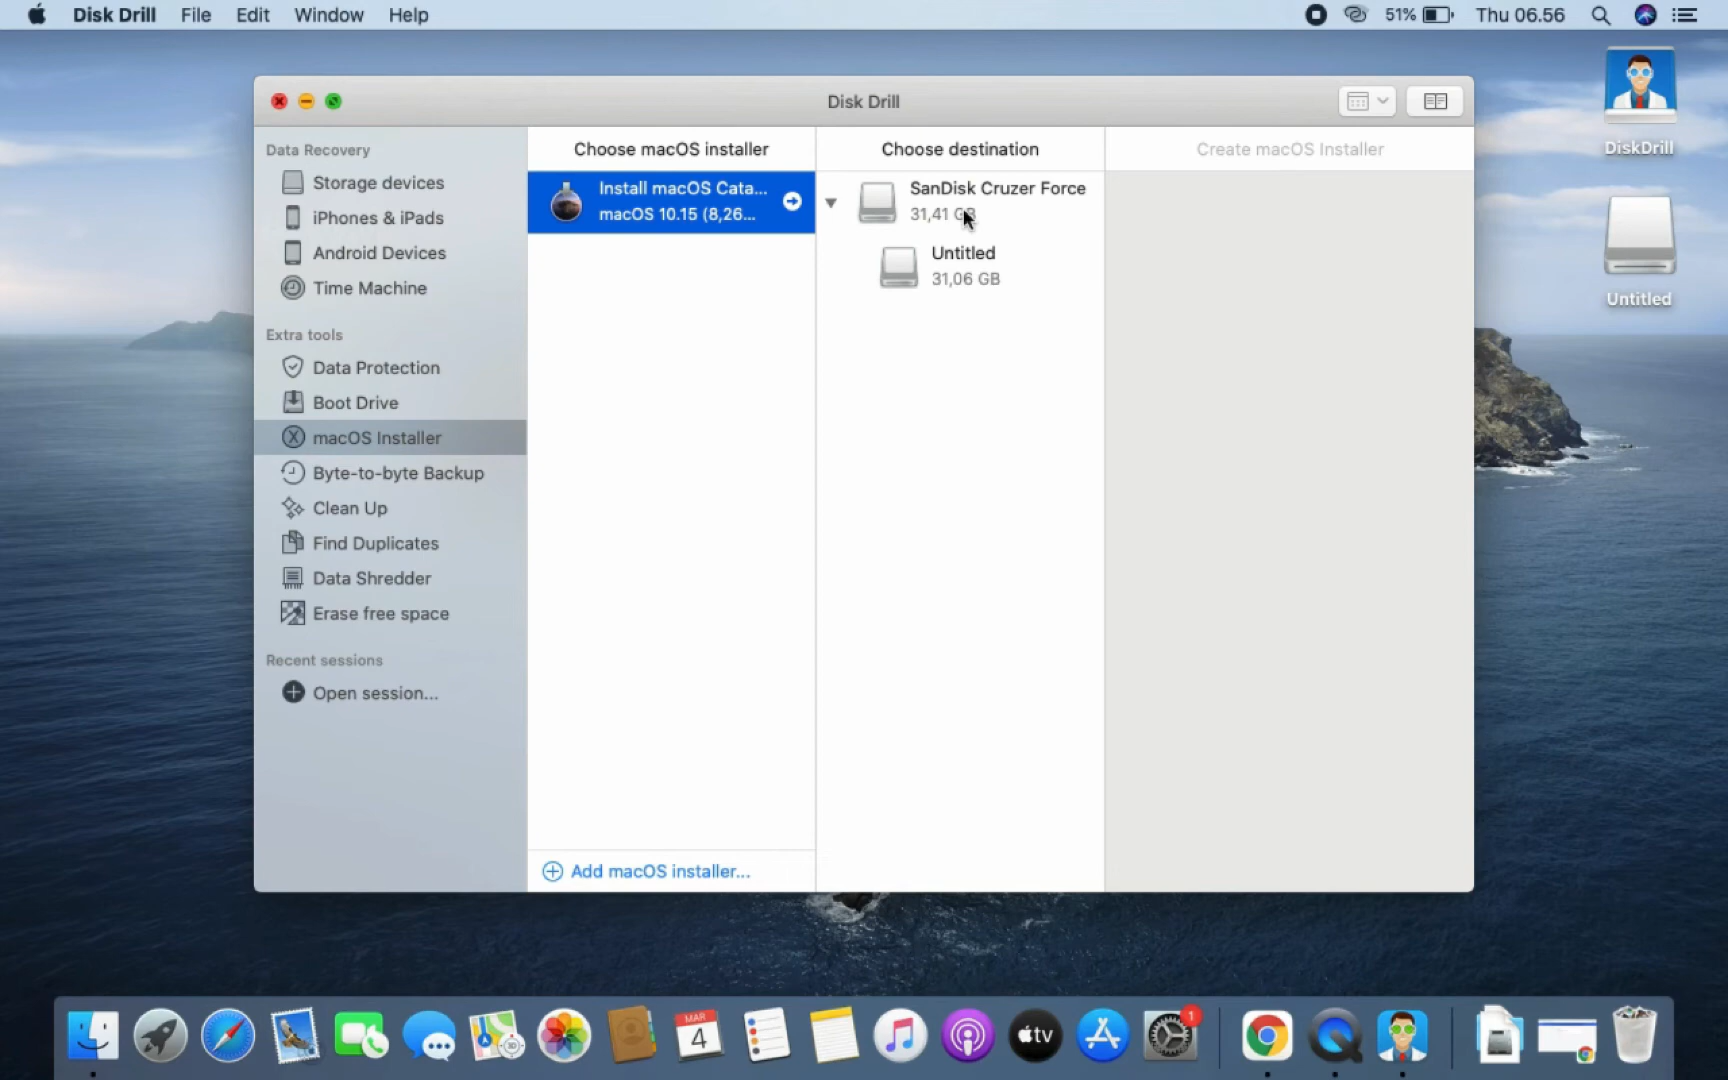 Disk Drill File Edit Window Help 51% Thu 06.56
Disk Drill
DiskDrill
Untitled
Data Recovery
Storage devices
iPhones & iPads
Android Devices
Time Machine
Extra tools
Data Protection
Boot Drive
macOS Installer
Byte-to-byte Backup
Clean Up
Find Duplicates
Data Shredder
Erase free space
Recent sessions
Open session...
Choose macOS installer
Install macOS Cata...
macOS 10.15 (8,26...
Add macOS installer...
Choose destination
SanDisk Cruzer Force
31,41 GB
Untitled
31,06 GB
Create macOS Installer
MAR
4
tv
1